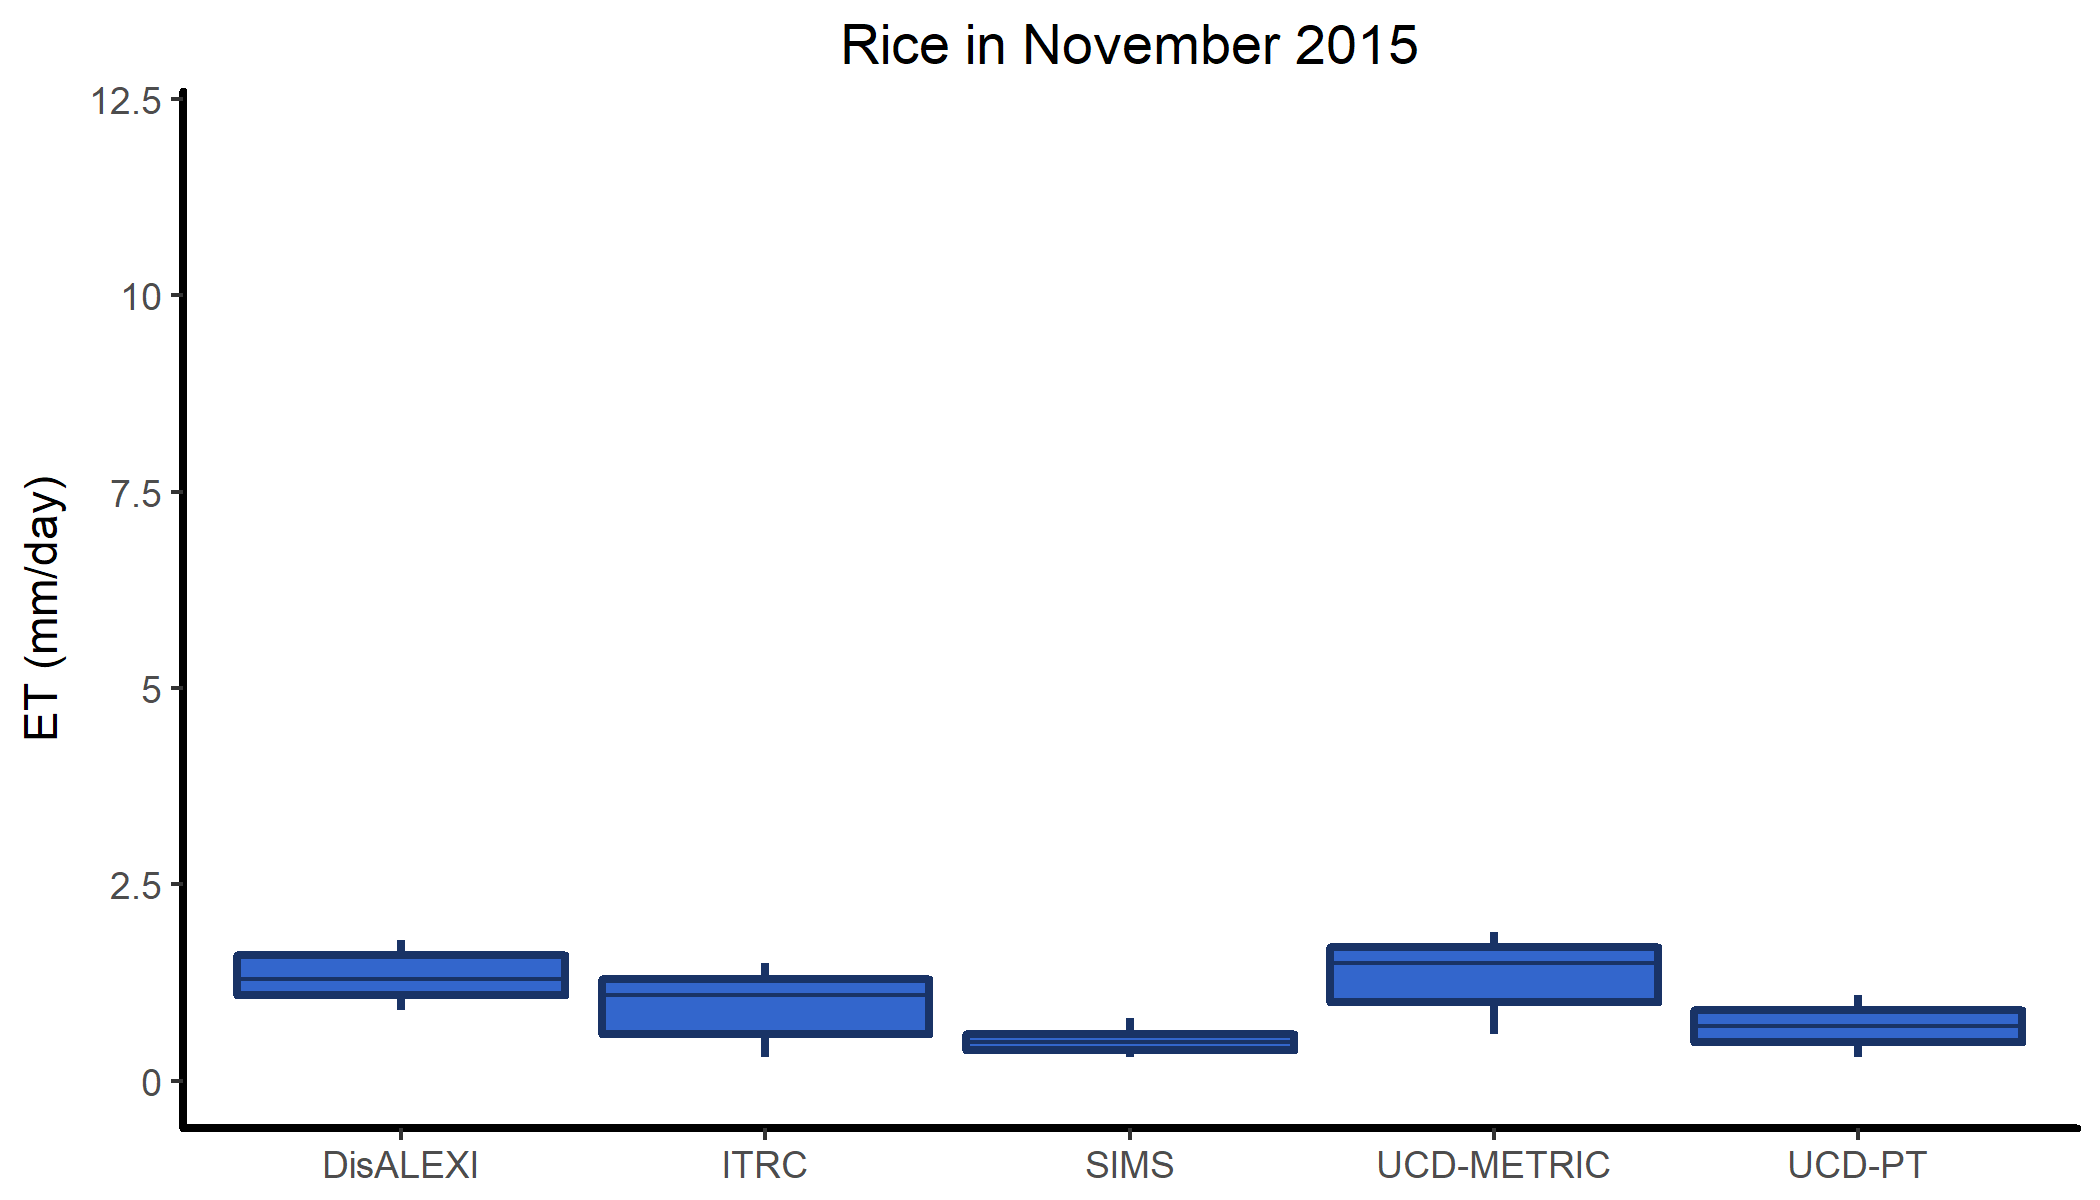 Rice in November 2015
ET (mm/day)
12.5
10
7.5
5
2.5
0
DisALEXI
ITRC
SIMS
UCD-METRIC
UCD-PT